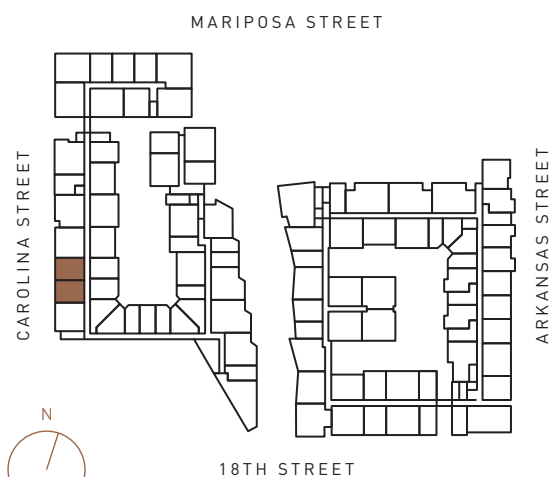 MARIPOSA STREET
CAROLINA STREET
ARKANSAS STREET
N
18TH STREET